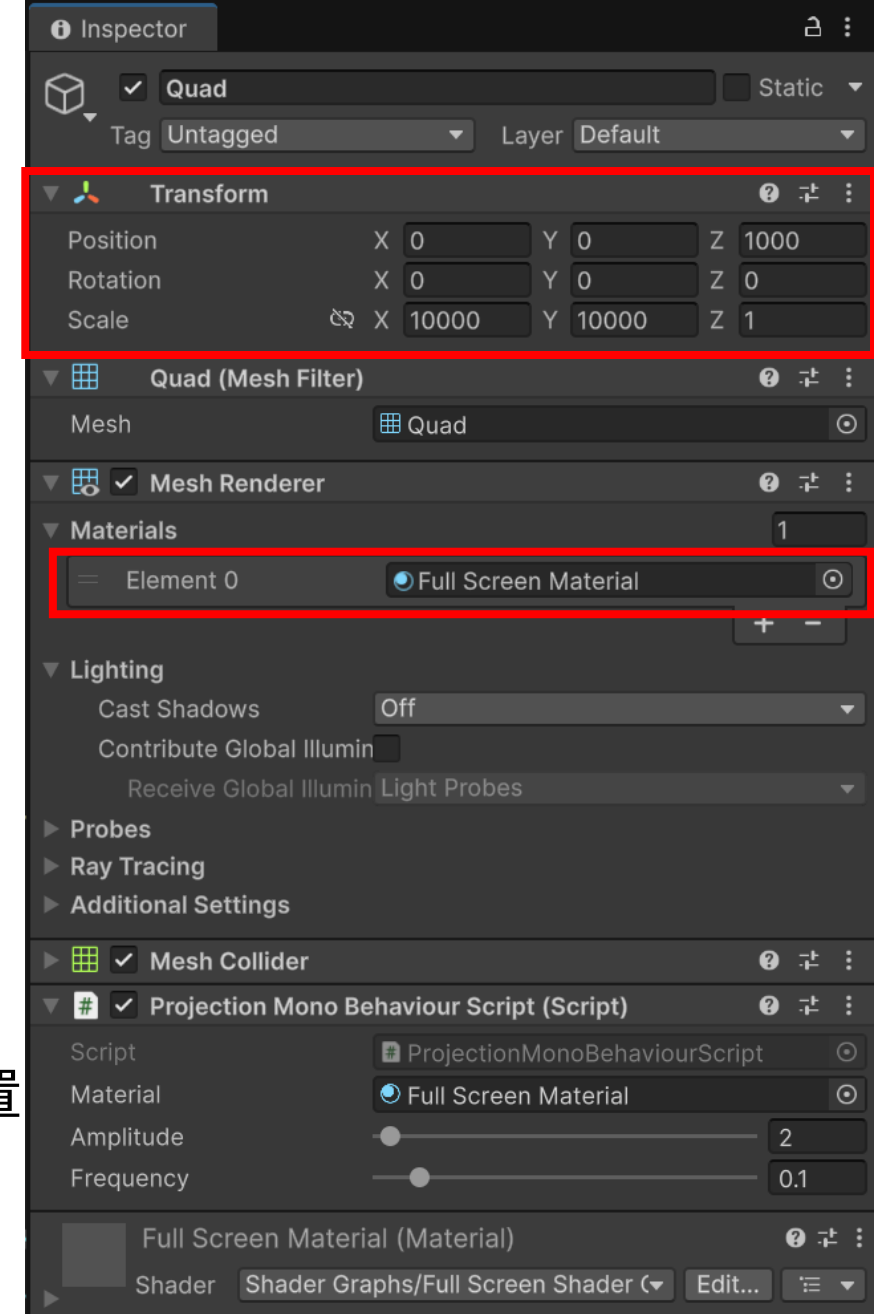 Inspector
Quad
Static
Tag Untagged Layer Default
Transform
Position X 0 Y 0 Z 1000
Rotation X 0 Y 0 Z 0
Scale X 10000 Y 10000 Z 1
Quad (Mesh Filter)
Mesh Quad
Mesh Renderer
Materials 1
Element 0 Full Screen Material
+ −
Lighting
Cast Shadows Off
Contribute Global Illumin
Receive Global Illumin Light Probes
Probes
Ray Tracing
Additional Settings
Mesh Collider
# Projection Mono Behaviour Script (Script)
Script ProjectionMonoBehaviourScript
置
Material Full Screen Material
Amplitude 2
Frequency 0.1
Full Screen Material (Material)
Shader Shader Graphs/Full Screen Shader ( Edit...